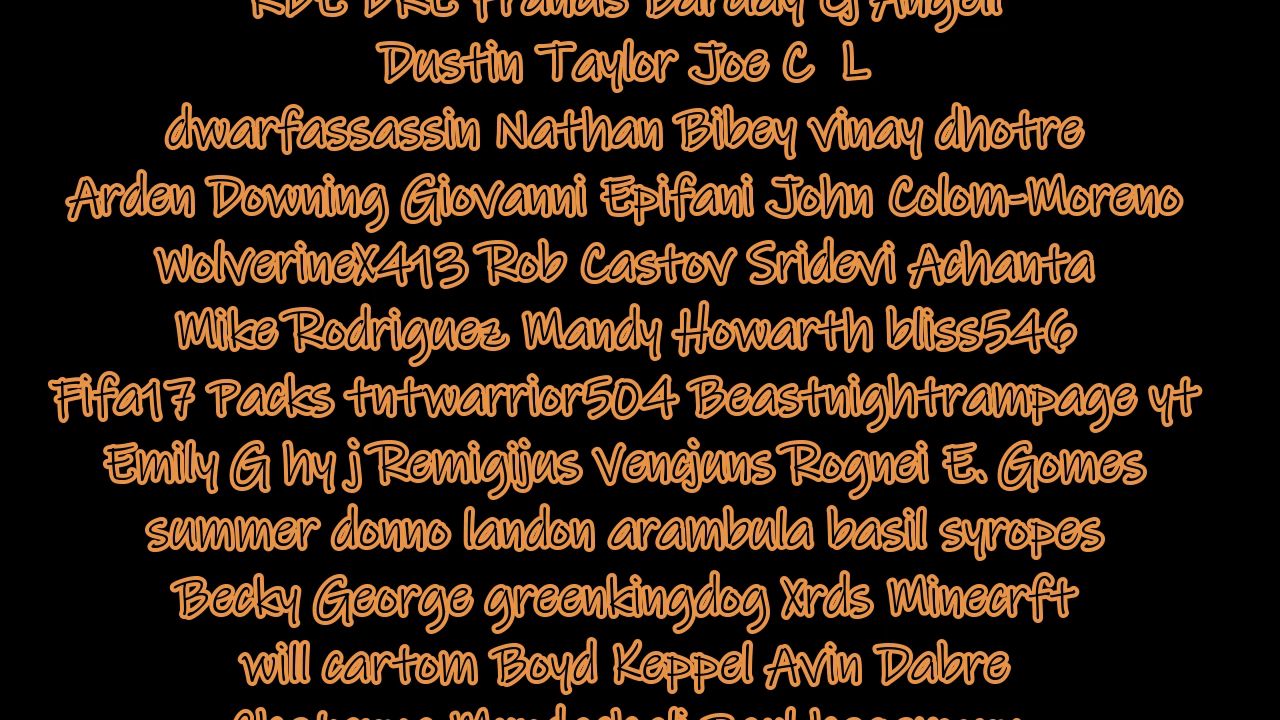 Dustin Taylor Joe C L
dwarfassassin Nathan Bibey vinay dhotre
Arden Downing Giovanni Epifani John Colom-Moreno
WolverineX413 Rob Castov Sridevi Achanta
Mike Rodriguez Mandy Howarth bliss546
Fifa17 Packs tntwarrior504 Beastnightrampage yt
Emily G hy j Remigijus Vencjuns Rognei E. Gomes
summer donno landon arambula basil syropes
Becky George greenkingdog Xrds Minecrft
will cartom Boyd Keppel Avin Dabre